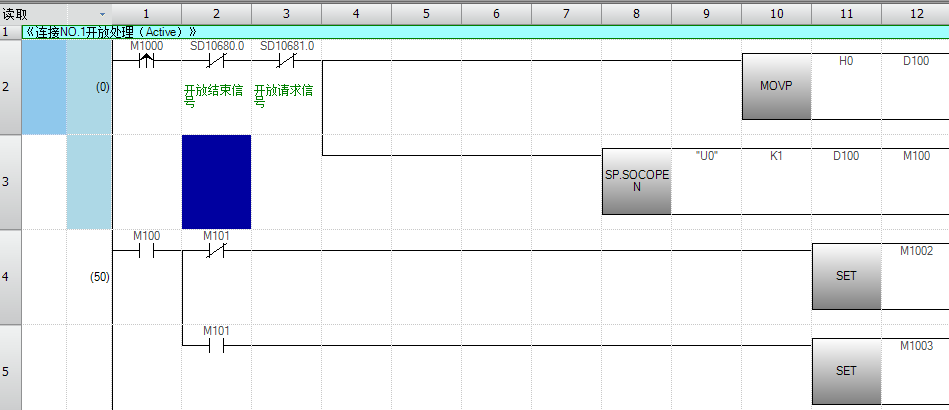 读取 1 2 3 4 5 6 7 8 9 10 11 12
1 《连接NO.1开放处理（Active）》
M1000 SD10680.0 SD10681.0
2 (0) MOVP H0 D100
开放结束信号 开放请求信号
3 SP.SOCOPEN "U0" K1 D100 M100
M100 M101
4 (50) SET M1002
M101
5 SET M1003